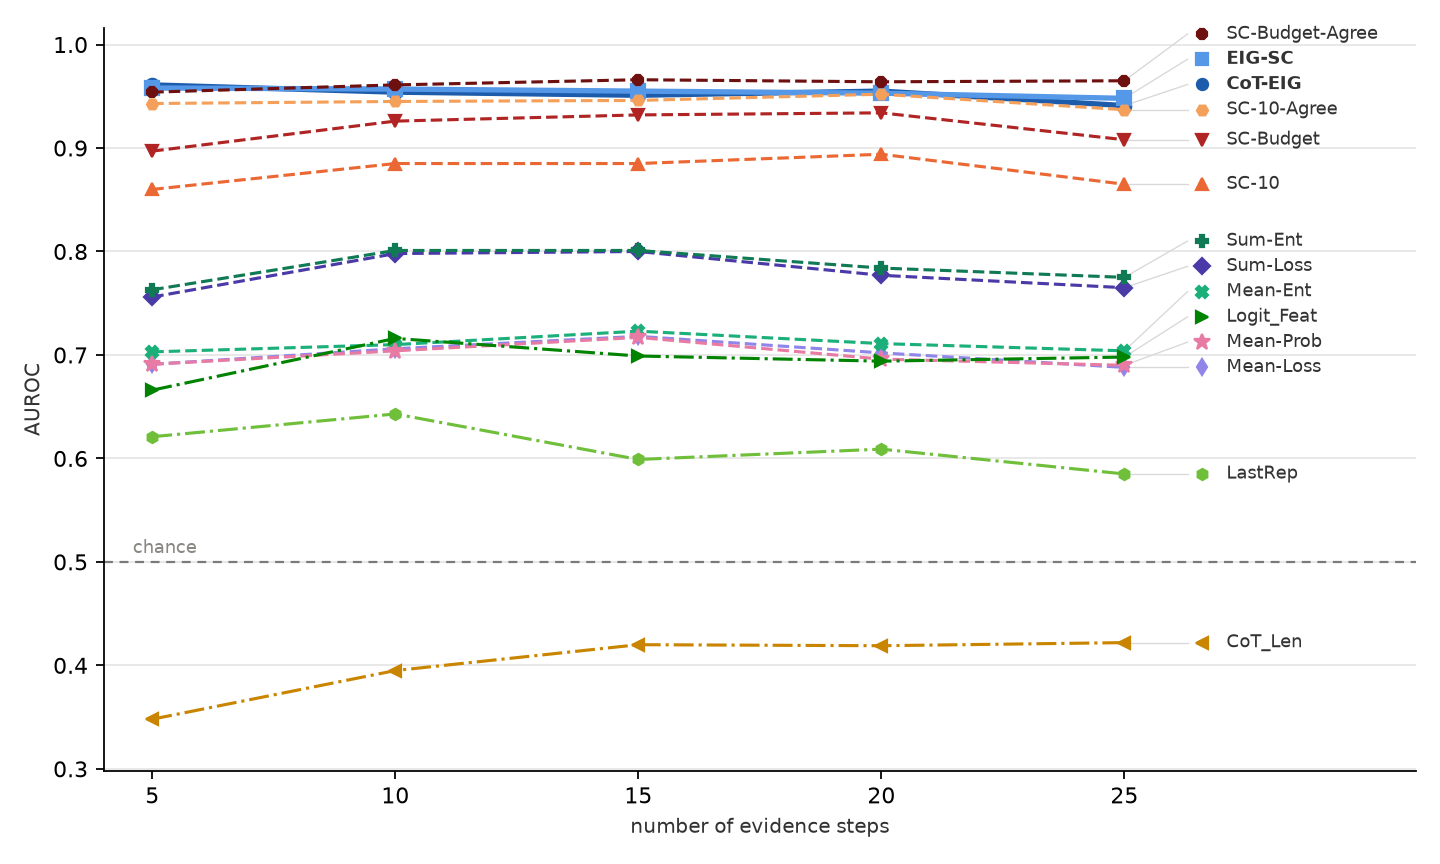 1.0
0.9
0.8
0.7
0.6
0.5
0.4
0.3
AUROC
chance
5
10
15
20
25
number of evidence steps
SC-Budget-Agree
EIG-SC
CoT-EIG
SC-10-Agree
SC-Budget
SC-10
Sum-Ent
Sum-Loss
Mean-Ent
Logit_Feat
Mean-Prob
Mean-Loss
LastRep
CoT_Len